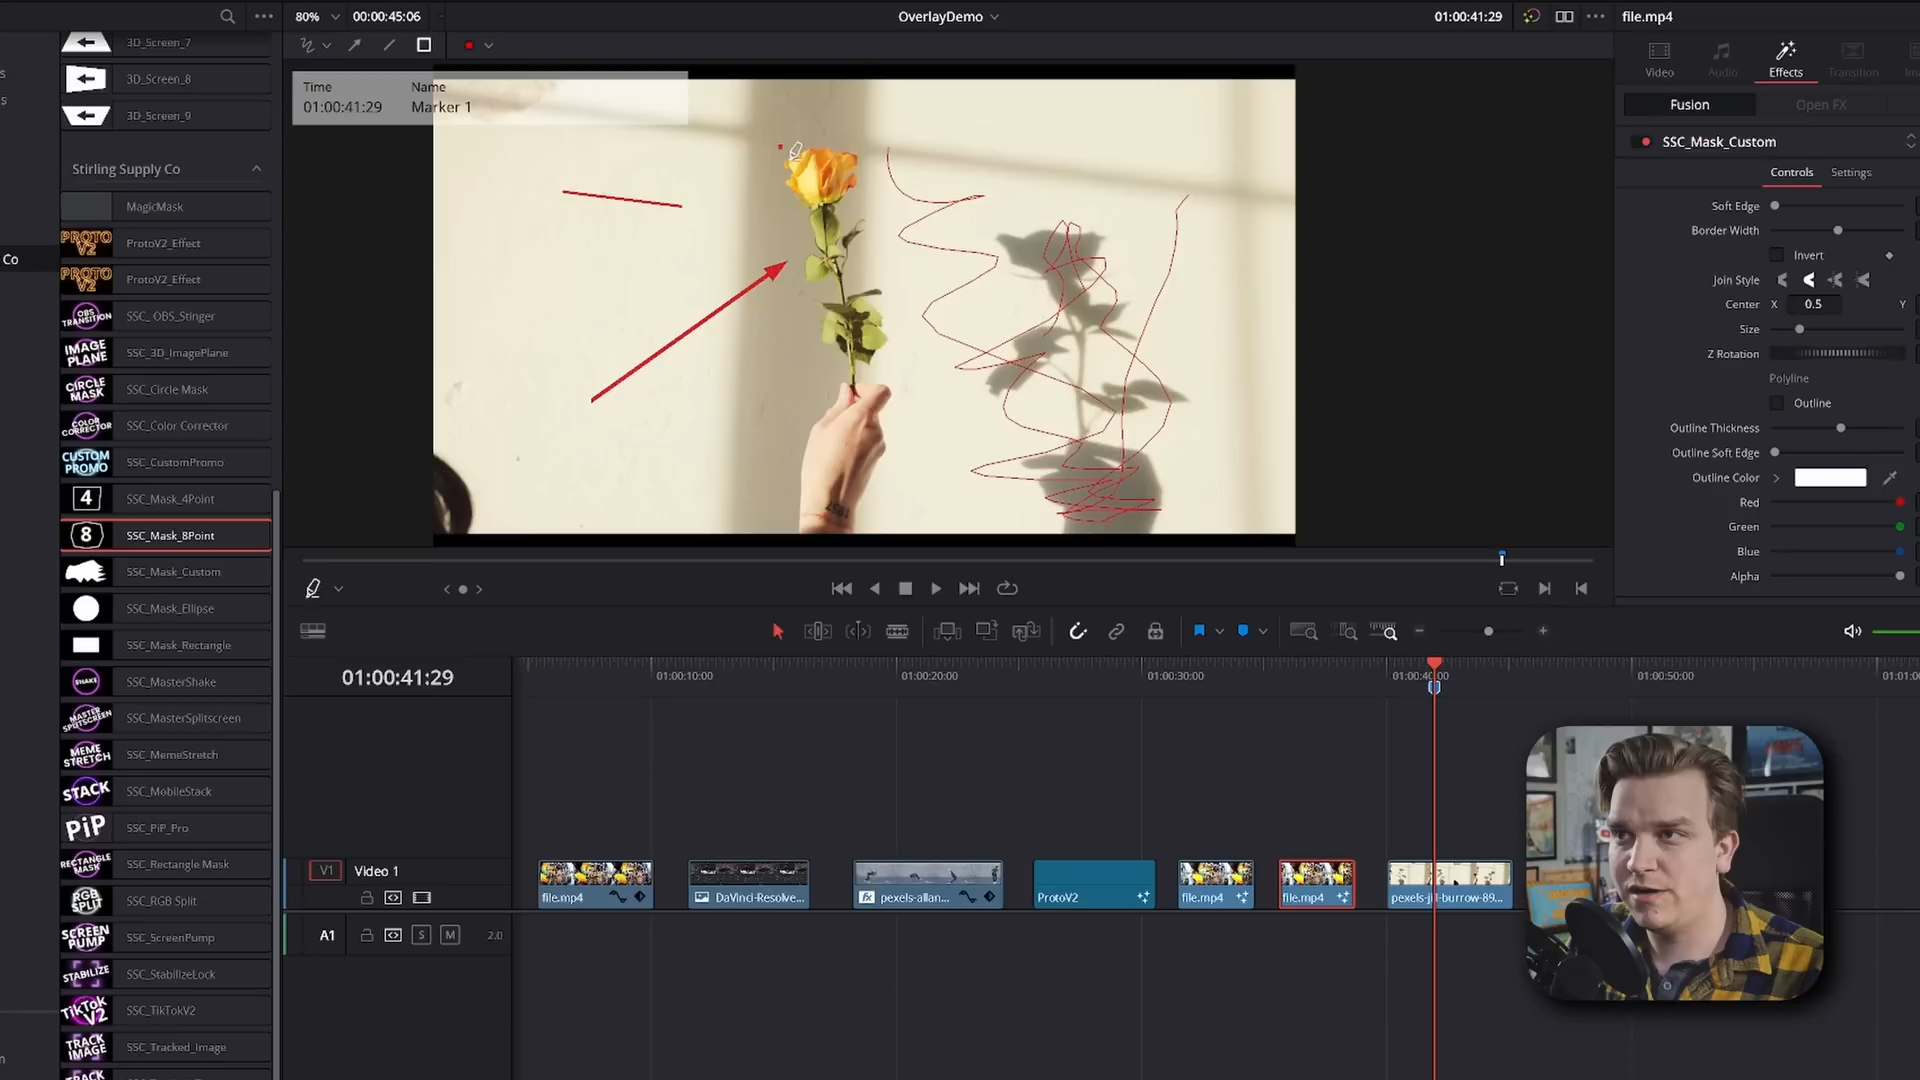 80%
00:00:45:06
OverlayDemo
01:00:41:29
file.mp4
3D_Screen_7
3D_Screen_8
3D_Screen_9
Stirling Supply Co
MagicMask
PROTO V2
ProtoV2_Effect
PROTO V2
ProtoV2_Effect
OBS TRANSITION
SSC_ OBS_Stinger
IMAGE PLANE
SSC_3D_ImagePlane
CIRCLE MASK
SSC_Circle Mask
COLOR CORRECTOR
SSC_Color Corrector
CUSTOM PROMO
SSC_CustomPromo
4
SSC_Mask_4Point
8
SSC_Mask_8Point
SSC_Mask_Custom
SSC_Mask_Ellipse
SSC_Mask_Rectangle
SHAKE
SSC_MasterShake
MASTER SPLITSCREEN
SSC_MasterSplitscreen
MEME STRETCH
SSC_MemeStretch
STACK
SSC_MobileStack
PiP
SSC_PiP_Pro
RECTANGLE MASK
SSC_Rectangle Mask
RGB SPLIT
SSC_RGB Split
SCREEN PUMP
SSC_ScreenPump
STABILIZE
SSC_StabilizeLock
TikTok V2
SSC_TikTokV2
TRACK IMAGE
SSC_Tracked_Image
TRACK
Co
Time
Name
01:00:41:29
Marker 1
Video
Audio
Effects
Transition
Fusion
Open FX
SSC_Mask_Custom
Controls
Settings
Soft Edge
Border Width
Invert
Join Style
Center
X
0.5
Y
Size
Z Rotation
Polyline
Outline
Outline Thickness
Outline Soft Edge
Outline Color
Red
Green
Blue
Alpha
01:00:41:29
01:00:10:00
01:00:20:00
01:00:30:00
01:00:40:00
01:00:50:00
V1
Video 1
file.mp4
DaVinci-Resolve...
fx
pexels-allan...
ProtoV2
file.mp4
file.mp4
A1
S
M
2.0